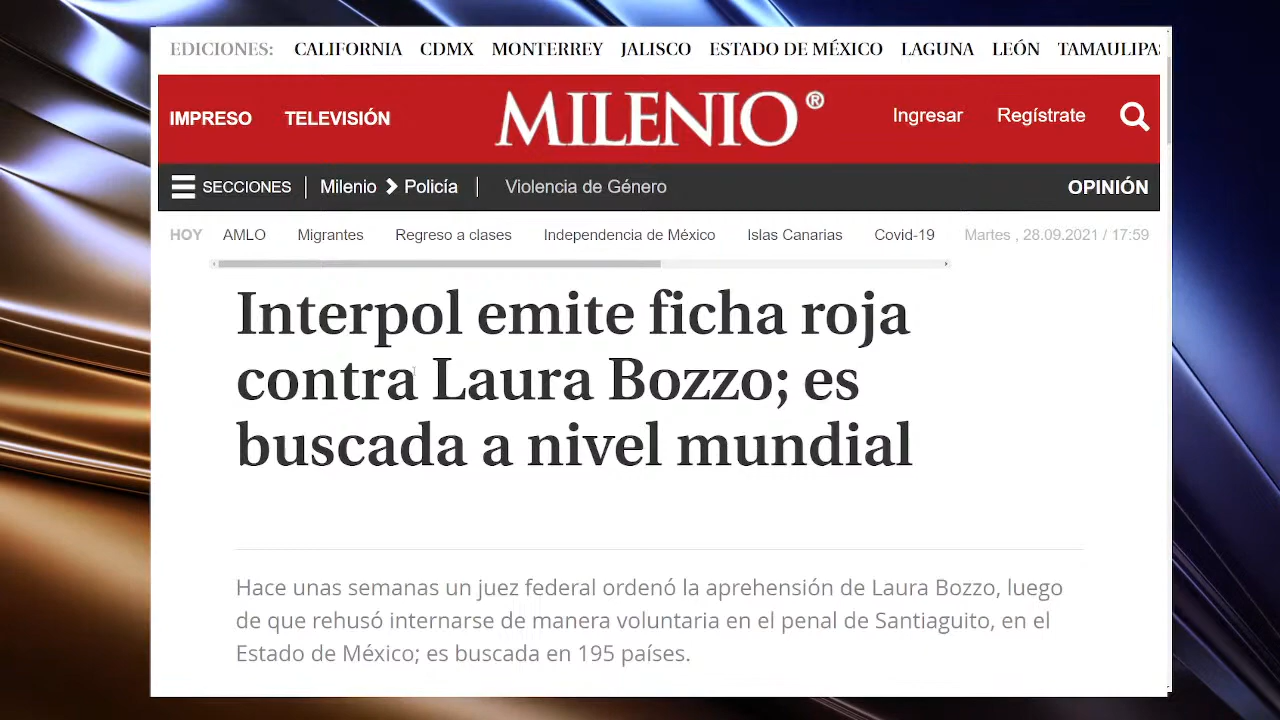 EDICIONES: CALIFORNIA CDMX MONTERREY JALISCO ESTADO DE MÉXICO LAGUNA LEÓN TAMAULIPAS
IMPRESO TELEVISIÓN MILENIO® Ingresar Regístrate
SECCIONES Milenio Policía Violencia de Género OPINIÓN
HOY AMLO Migrantes Regreso a clases Independencia de México Islas Canarias Covid-19 Martes , 28.09.2021 / 17:59
Interpol emite ficha roja
contra Laura Bozzo; es
buscada a nivel mundial
Hace unas semanas un juez federal ordenó la aprehensión de Laura Bozzo, luego
de que rehusó internarse de manera voluntaria en el penal de Santiaguito, en el
Estado de México; es buscada en 195 países.